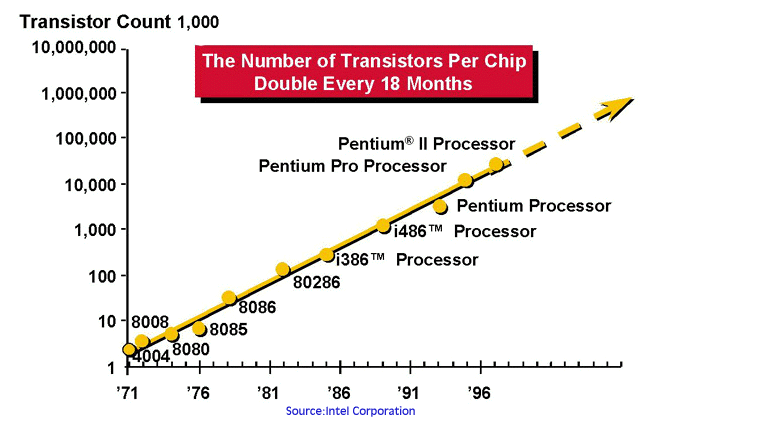 Transistor Count 1,000
10,000,000
The Number of Transistors Per Chip
Double Every 18 Months
1,000,000
100,000
Pentium® II Processor
Pentium Pro Processor
10,000
Pentium Processor
1,000
i486™ Processor
i386™ Processor
100
80286
8086
10
8008
8085
8080
4004
1
'71
'76
'81
'86
'91
'96
Source:Intel Corporation